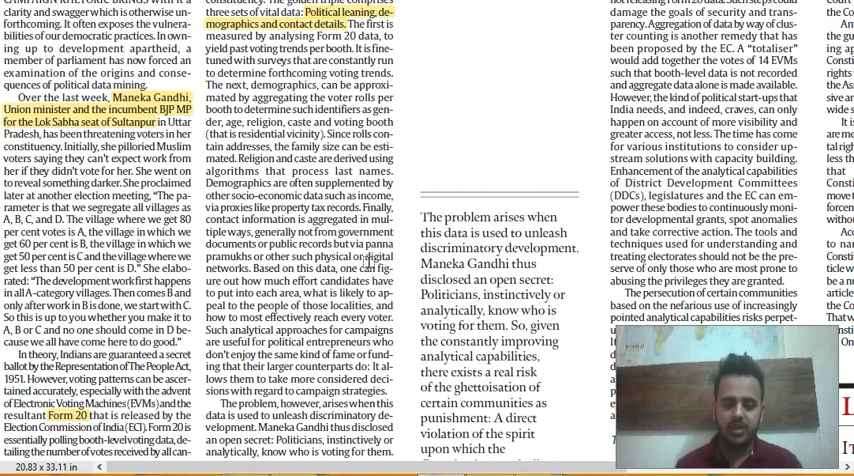 CAMPAIGN RHETORIC BRINGS with it a
clarity and swagger which is otherwise un-
forthcoming. It often exposes the vulnera-
bilities of our democratic practices. In own-
ing up to development apartheid, a
member of parliament has now forced an
examination of the origins and conse-
quences of political data mining.
Over the last week, Maneka Gandhi,
Union minister and the incumbent BJP MP
for the Lok Sabha seat of Sultanpur in Uttar
Pradesh, has been threatening voters in her
constituency. Initially, she pilloried Muslim
voters saying they can't expect work from
her if they didn't vote for her. She went on
to reveal something darker. She proclaimed
later at another election meeting, "The pa-
rameter is that we segregate all villages as
A, B, C, and D. The village where we get 80
per cent votes is A, the village in which we
get 60 per cent is B, the village in which we
get 50 per cent is C and the village where we
get less than 50 per cent is D." She elabo-
rated: "The development work first happens
in all A-category villages. Then comes B and
only after work in B is done, we start with C.
So this is up to you whether you make it to
A, B or C and no one should come in D be-
cause we all have come here to do good."
In theory, Indians are guaranteed a secret
ballot by the Representation of The People Act,
1951. However, voting patterns can be ascer-
tained accurately, especially with the advent
of Electronic Voting Machines (EVMs) and the
resultant Form 20 that is released by the
Election Commission of India (ECI). Form 20 is
essentially polling booth-level voting data, de-
tailing the number of votes received by all can-
constituency. The golden triple comprises
three sets of vital data: Political leaning, de-
mographics and contact details. The first is
measured by analysing Form 20 data, to
yield past voting trends per booth. It is fine-
tuned with surveys that are constantly run
to determine forthcoming voting trends.
The next, demographics, can be approxi-
mated by aggregating the voter rolls per
booth to determine such identifiers as gen-
der, age, religion, caste and voting booth
(that is residential vicinity). Since rolls con-
tain addresses, the family size can be esti-
mated. Religion and caste are derived using
algorithms that process last names.
Demographics are often supplemented by
other socio-economic data such as income,
via proxies like property tax records. Finally,
contact information is aggregated in mul-
tiple ways, generally not from government
documents or public records but via panna
pramukhs or other such physical or digital
networks. Based on this data, one can fig-
ure out how much effort candidates have
to put into each area, what is likely to ap-
peal to the people of those localities, and
how to most effectively reach every voter.
Such analytical approaches for campaigns
are useful for political entrepreneurs who
don't enjoy the same kind of fame or fund-
ing that their larger counterparts do: It al-
lows them to take more considered deci-
sions with regard to campaign strategies.
The problem, however, arises when this
data is used to unleash discriminatory de-
velopment. Maneka Gandhi thus disclosed
an open secret: Politicians, instinctively or
analytically, know who is voting for them.
The problem arises when
this data is used to unleash
discriminatory development.
Maneka Gandhi thus
disclosed an open secret:
Politicians, instinctively or
analytically, know who is
voting for them. So, given
the constantly improving
analytical capabilities,
there exists a real risk
of the ghettoisation of
certain communities as
punishment: A direct
violation of the spirit
upon which the
not releasing Form 20 data. Such steps could
damage the goals of security and trans-
parency. Aggregation of data by way of clus-
ter counting is another remedy that has
been proposed by the EC. A "totaliser"
would add together the votes of 14 EVMs
such that booth-level data is not recorded
and aggregate data alone is made available.
However, the kind of political start-ups that
India needs, and indeed, craves, can only
happen on account of more visibility and
greater access, not less. The time has come
for various institutions to consider up-
stream solutions with capacity building.
Enhancement of the analytical capabilities
of District Development Committees
(DDCs), legislatures and the EC can em-
power these bodies to continuously moni-
tor developmental grants, spot anomalies
and take corrective action. The tools and
techniques used for understanding and
treating electorates should not be the pre-
serve of only those who are most prone to
abusing the privileges they are granted.
The persecution of certain communities
based on the nefarious use of increasingly
pointed analytical capabilities risks perpet-
20.83 x 33.11 in